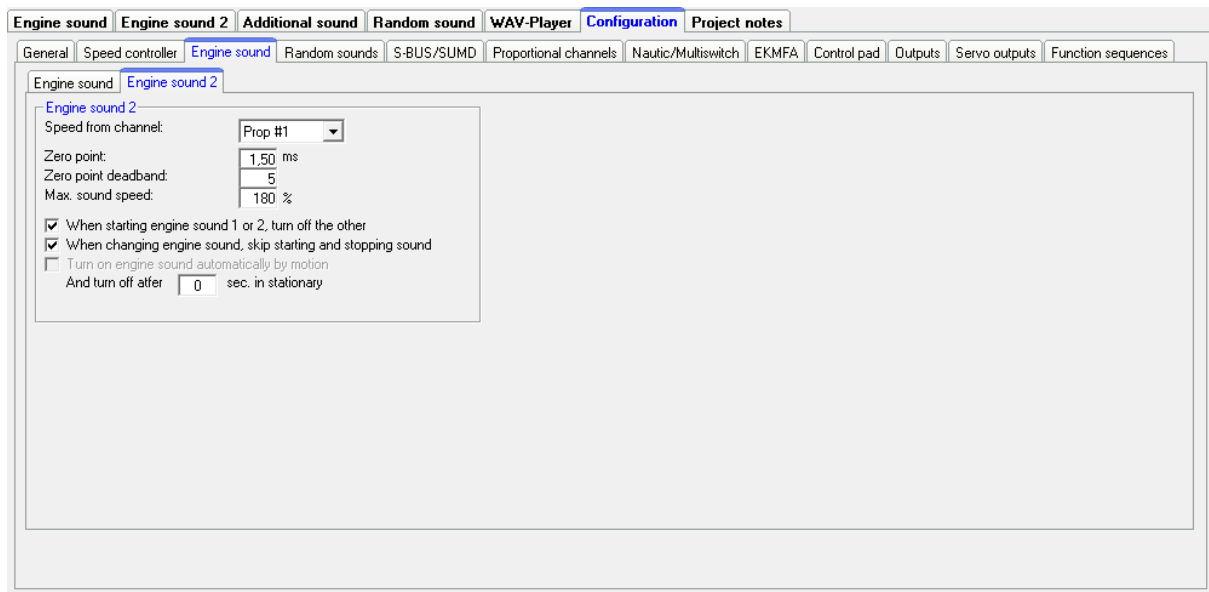 Engine sound Engine sound 2 Additional sound Random sound WAV-Player Configuration Project notes
General Speed controller Engine sound Random sounds S-BUS/SUMD Proportional channels Nautic/Multiswitch EKMFA Control pad Outputs Servo outputs Function sequences
Engine sound Engine sound 2
Engine sound 2
Speed from channel: Prop #1
Zero point: 1,50 ms
Zero point deadband: 5
Max. sound speed: 180 %
When starting engine sound 1 or 2, turn off the other
When changing engine sound, skip starting and stopping sound
Turn on engine sound automatically by motion
And turn off atfer 0 sec. in stationary